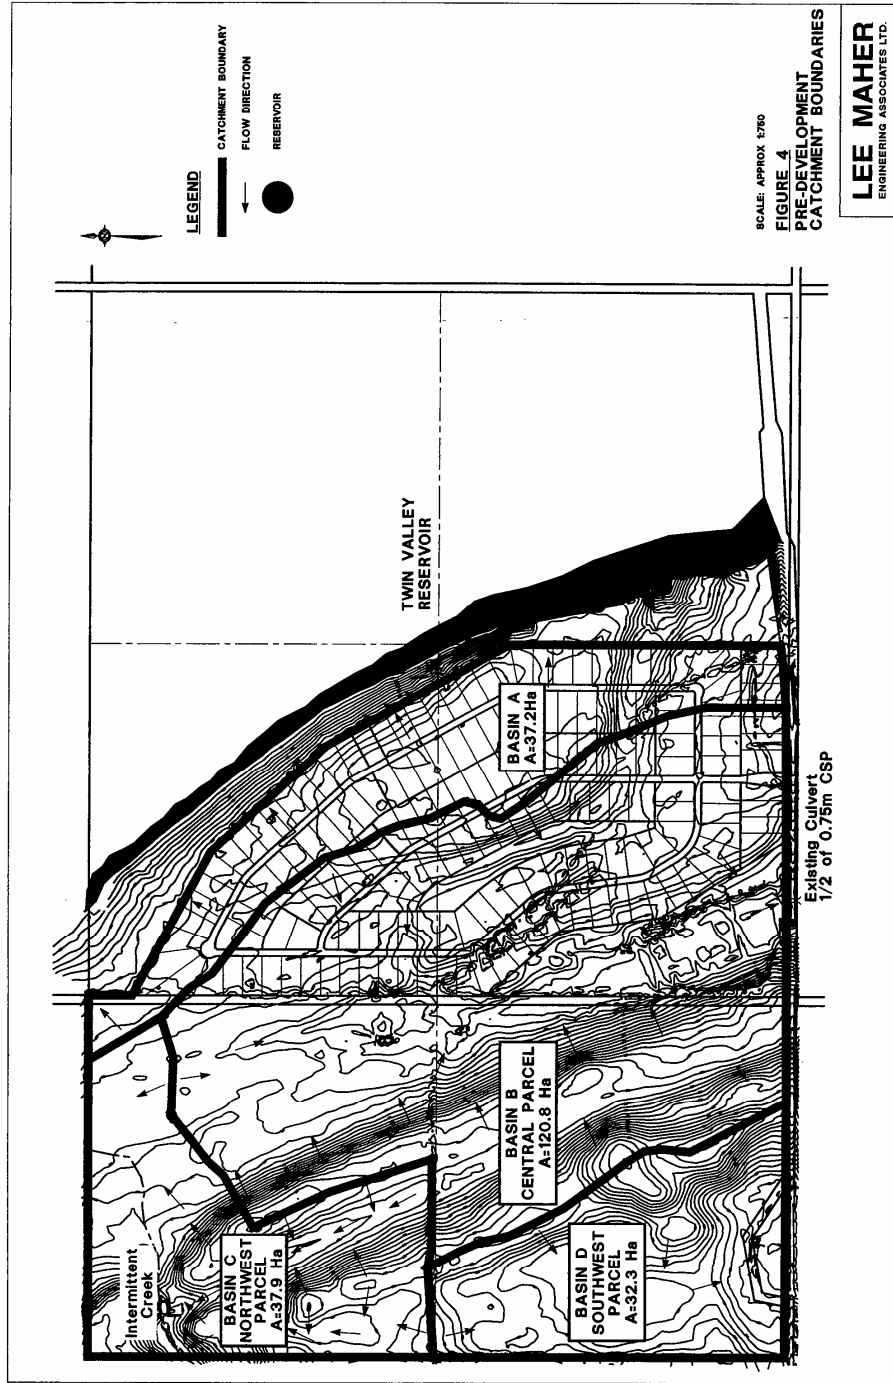 N
LEGEND
CATCHMENT BOUNDARY
FLOW DIRECTION
RESERVOIR
TWIN VALLEY
RESERVOIR
BASIN A
A=37.2Ha
BASIN B
CENTRAL PARCEL
A=120.8 Ha
Intermittent
Creek
BASIN C
NORTHWEST
PARCEL
A=37.9 Ha
BASIN D
SOUTHWEST
PARCEL
A=32.3 Ha
Existing Culvert
1/2 of 0.75m CSP
SCALE: APPROX 1:750
FIGURE 4
PRE-DEVELOPMENT
CATCHMENT BOUNDARIES
LEE MAHER
ENGINEERING ASSOCIATES LTD.